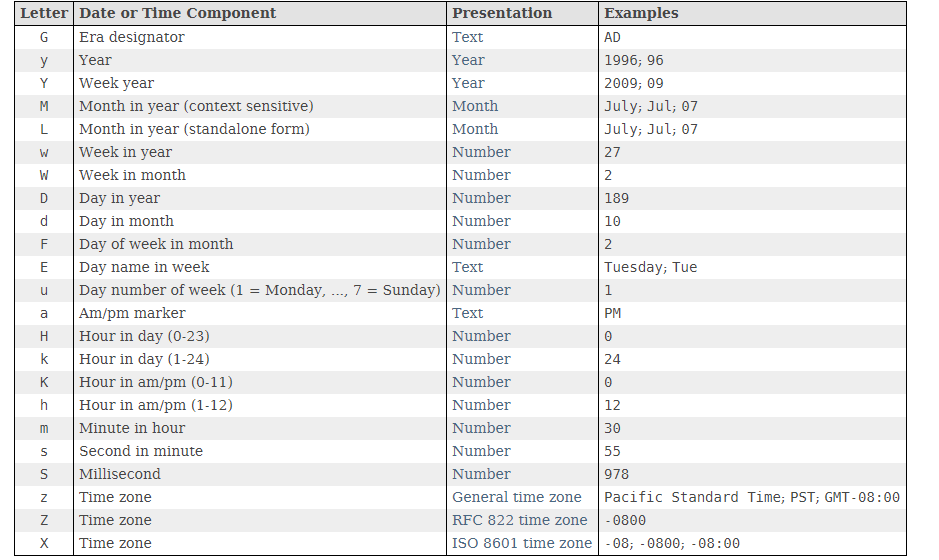 Letter Date or Time Component Presentation Examples
G Era designator Text AD
y Year Year 1996; 96
Y Week year Year 2009; 09
M Month in year (context sensitive) Month July; Jul; 07
L Month in year (standalone form) Month July; Jul; 07
w Week in year Number 27
W Week in month Number 2
D Day in year Number 189
d Day in month Number 10
F Day of week in month Number 2
E Day name in week Text Tuesday; Tue
u Day number of week (1 = Monday, ..., 7 = Sunday) Number 1
a Am/pm marker Text PM
H Hour in day (0-23) Number 0
k Hour in day (1-24) Number 24
K Hour in am/pm (0-11) Number 0
h Hour in am/pm (1-12) Number 12
m Minute in hour Number 30
s Second in minute Number 55
S Millisecond Number 978
z Time zone General time zone Pacific Standard Time; PST; GMT-08:00
Z Time zone RFC 822 time zone -0800
X Time zone ISO 8601 time zone -08; -0800; -08:00